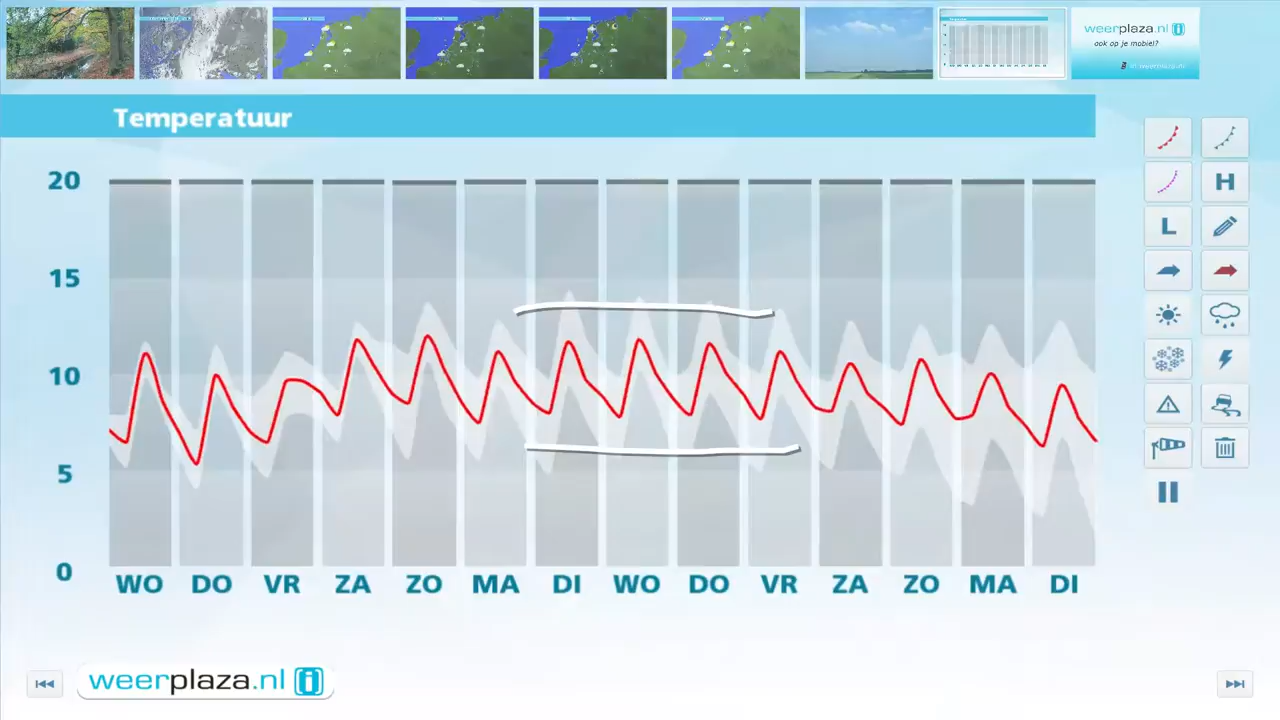 weerplaza.nl
ook op je mobiel?
Temperatuur
H
L
20
15
10
5
0
WO DO VR ZA ZO MA DI WO DO VR ZA ZO MA DI
weerplaza.nl